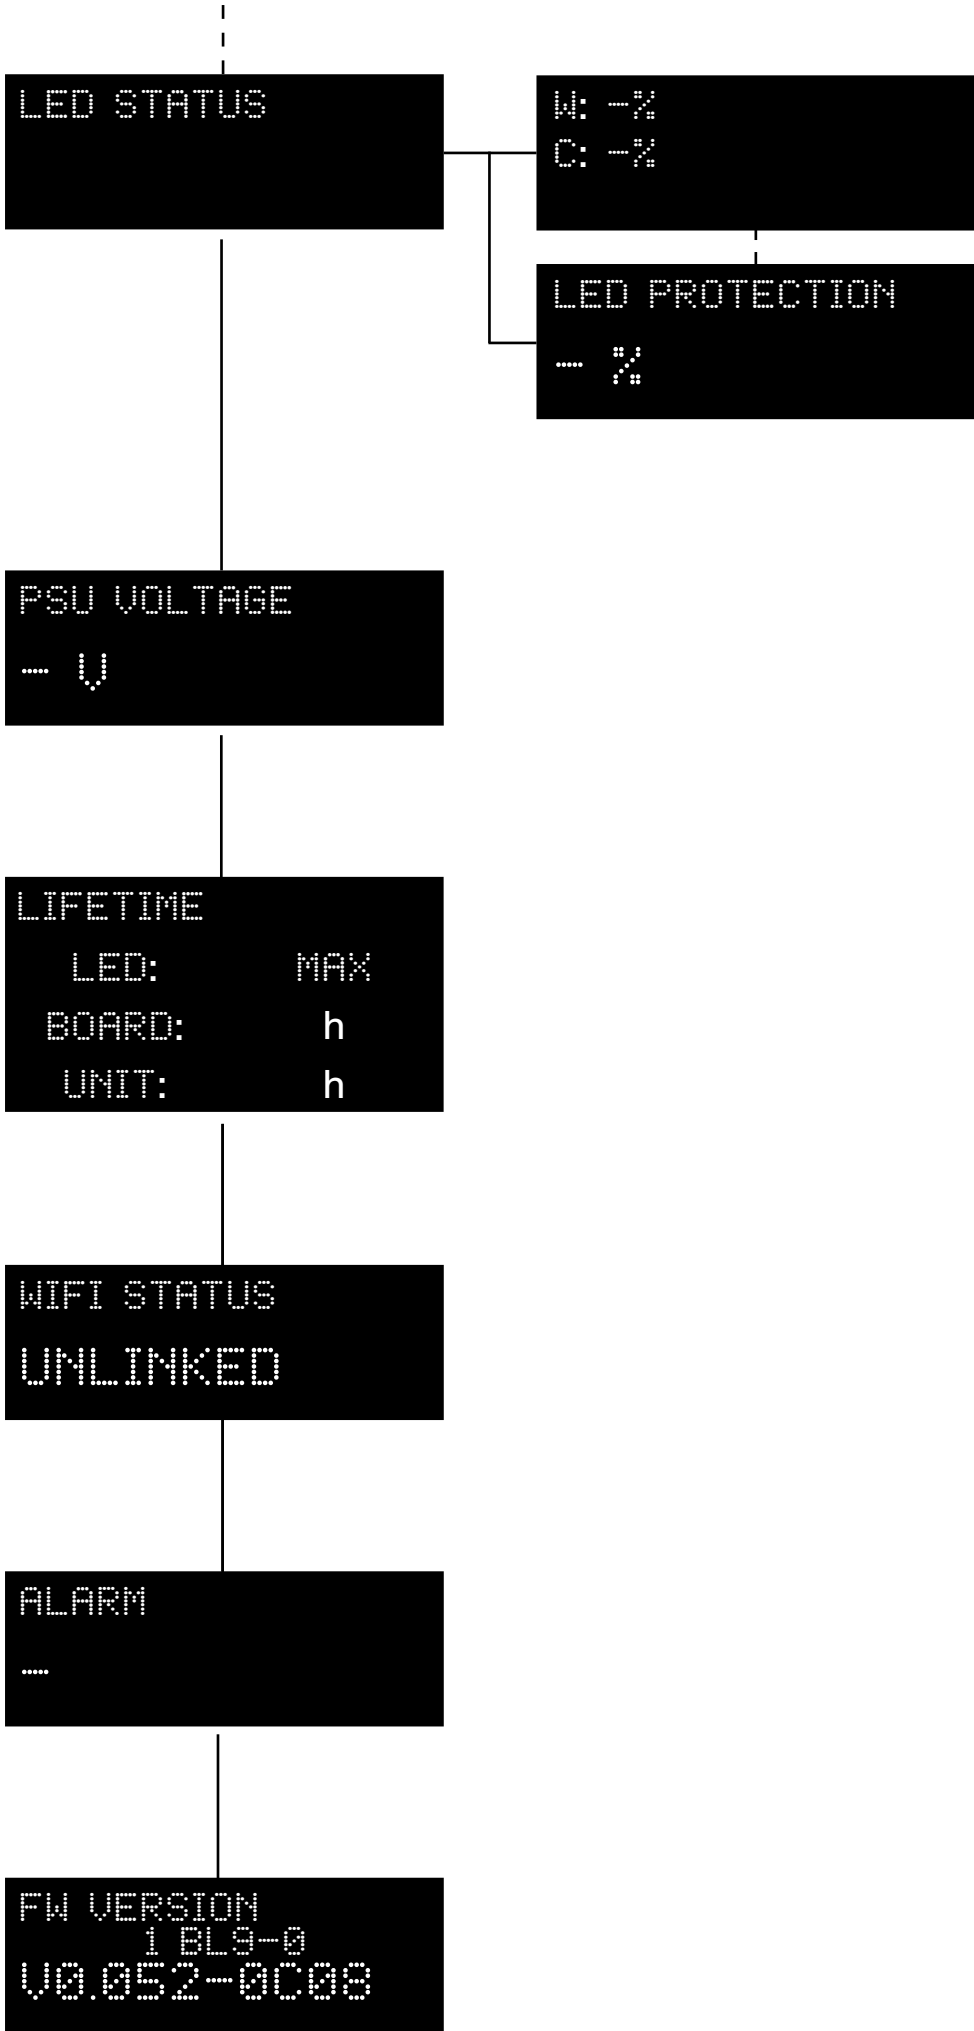 LED STATUS
W: -%
C: -%
LED PROTECTION
- %
PSU VOLTAGE
- V
LIFETIME
LED: MAX
BOARD: h
UNIT: h
WIFI STATUS
UNLINKED
ALARM
-
FW VERSION
1 BL9-0
V0.052-0C08